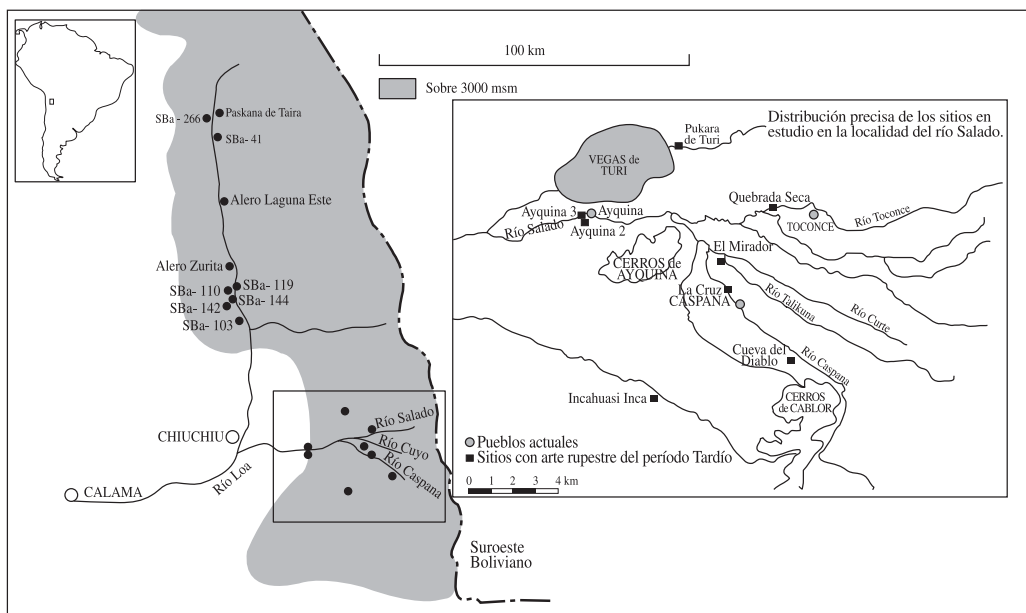 100 km
Sobre 3000 msm
Paskana de Taira
SBa - 266
SBa - 41
Alero Laguna Este
Alero Zurita
SBa- 119
SBa- 110
SBa- 144
SBa- 142
SBa- 103
CHIUCHIU
CALAMA
Río Loa
Río Salado
Río Cuyo
Río Caspana
Suroeste
Boliviano
Distribución precisa de los sitios en
estudio en la localidad del río Salado.
Pukara
de Turi
VEGAS de
TURI
Quebrada Seca
Río Toconce
TOCONCE
Ayquina 3
Ayquina
Río Salado
Ayquina 2
El Mirador
CERROS de
AYQUINA
La Cruz
CASPANA
Río Talikuna
Río Curte
Cueva del
Diablo
Río Caspana
CERROS
de CABLOR
Incahuasi Inca
Pueblos actuales
Sitios con arte rupestre del período Tardío
0 1 2 3 4 km